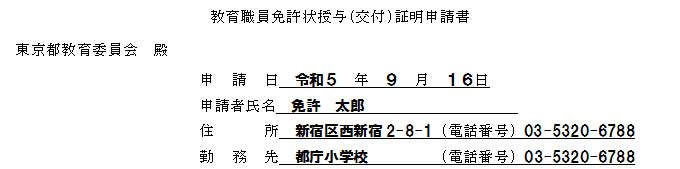 教育職員免許状授与(交付)証明申請書
東京都教育委員会　殿
申　請　日　令和５　年　９　月　１６日
申請者氏名　免許　太郎
住　　　所　新宿区西新宿2-8-1（電話番号）03-5320-6788
勤　務　先　都庁小学校　　　　（電話番号）03-5320-6788